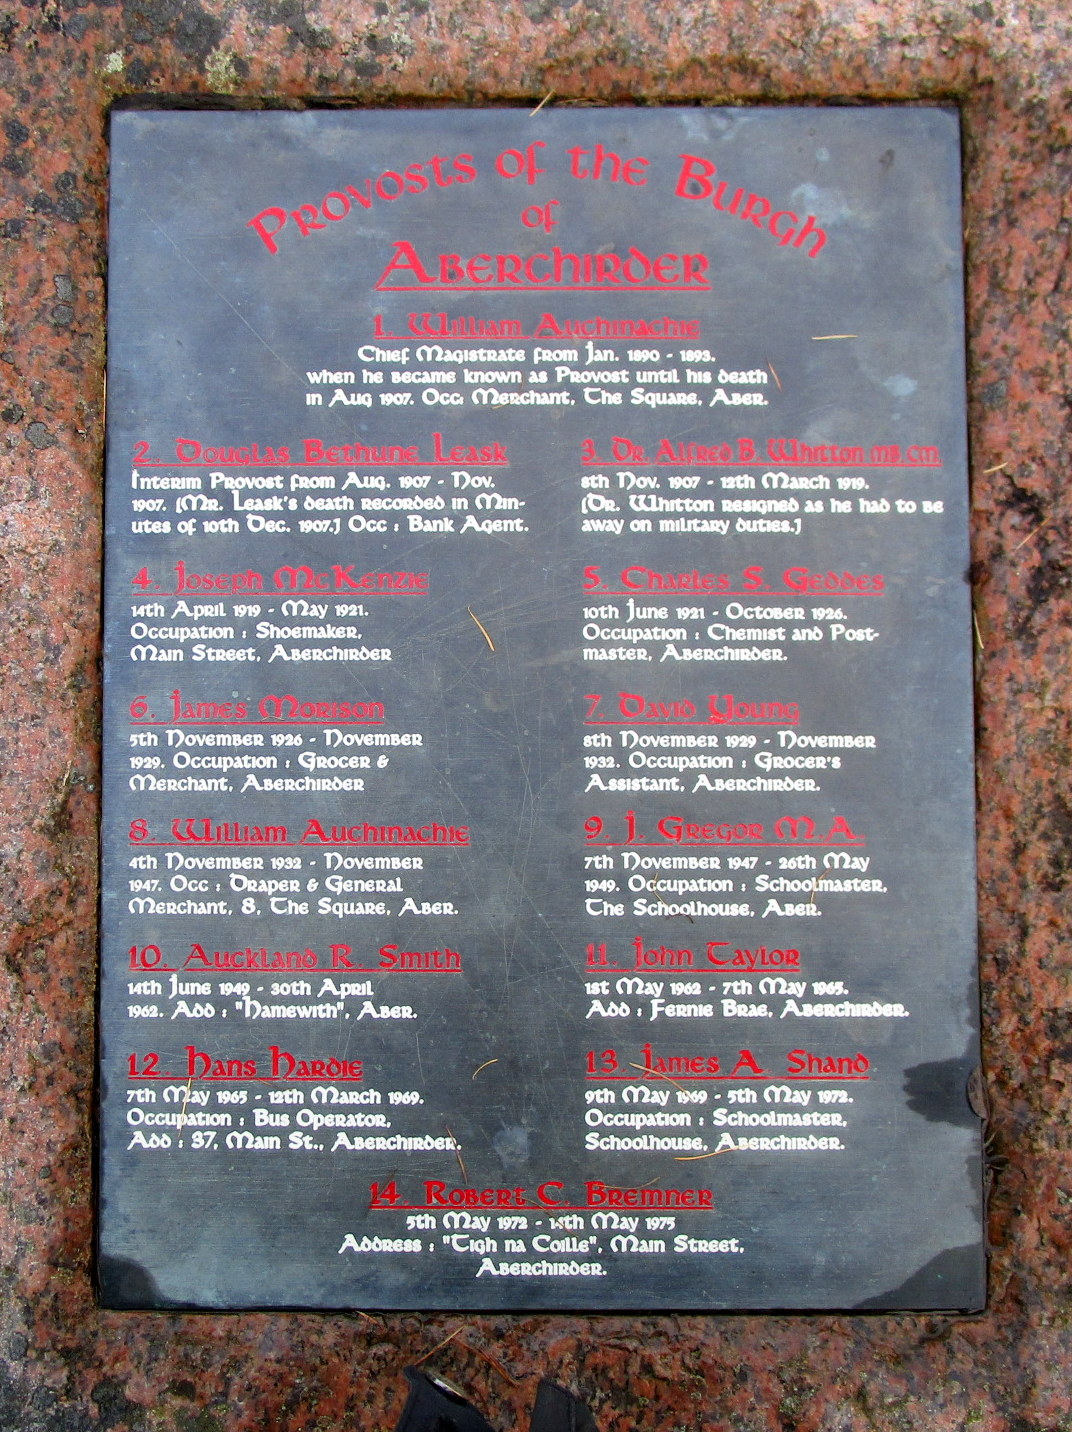 Provosts of the Burgh
of
Aberchirder
1. William Auchinachie
Chief Magistrate from Jan. 1890 - 1893.
when he became known as Provost until his death
in Aug 1907. Occ: Merchant, The Square, Aber.
2. Douglas Bethune Leask
Interim Provost from Aug. 1907 - Nov.
1907. [Mr. Leask's death recorded in Min-
utes of 10th Dec. 1907.] Occ : Bank Agent.
3. Dr. Alfred B. Whitton MB. CM.
8th Nov. 1907 - 12th March 1919.
[Dr. Whitton resigned as he had to be
away on military duties.]
4. Joseph McKenzie
14th April 1919 - May 1921.
Occupation : Shoemaker,
Main Street, Aberchirder
5. Charles S. Geddes
10th June 1921 - October 1926.
Occupation : Chemist and Post-
master, Aberchirder.
6. James Morison
5th November 1926 - November
1929. Occupation : Grocer &
Merchant, Aberchirder
7. David Young
8th November 1929 - November
1932. Occupation : Grocer's
Assistant, Aberchirder.
8. William Auchinachie
4th November 1932 - November
1947. Occ : Draper & General
Merchant, 8, The Square, Aber.
9. J. Gregor M.A.
7th November 1947 - 26th May
1949. Occupation : Schoolmaster,
The Schoolhouse, Aber.
10. Auckland R. Smith
14th June 1949 - 30th April
1962. Add : "Hamewith", Aber.
11. John Taylor
1st May 1962 - 7th May 1965.
Add : Fernie Brae, Aberchirder.
12. Hans Hardie
7th May 1965 - 12th March 1969.
Occupation : Bus Operator,
Add : 37, Main St., Aberchirder.
13. James A. Shand
9th May 1969 - 5th May 1972.
Occupation : Schoolmaster,
Schoolhouse, Aberchirder.
14. Robert C. Bremner
5th May 1972 - 14th May 1975
Address : "Tigh na Coille", Main Street,
Aberchirder.